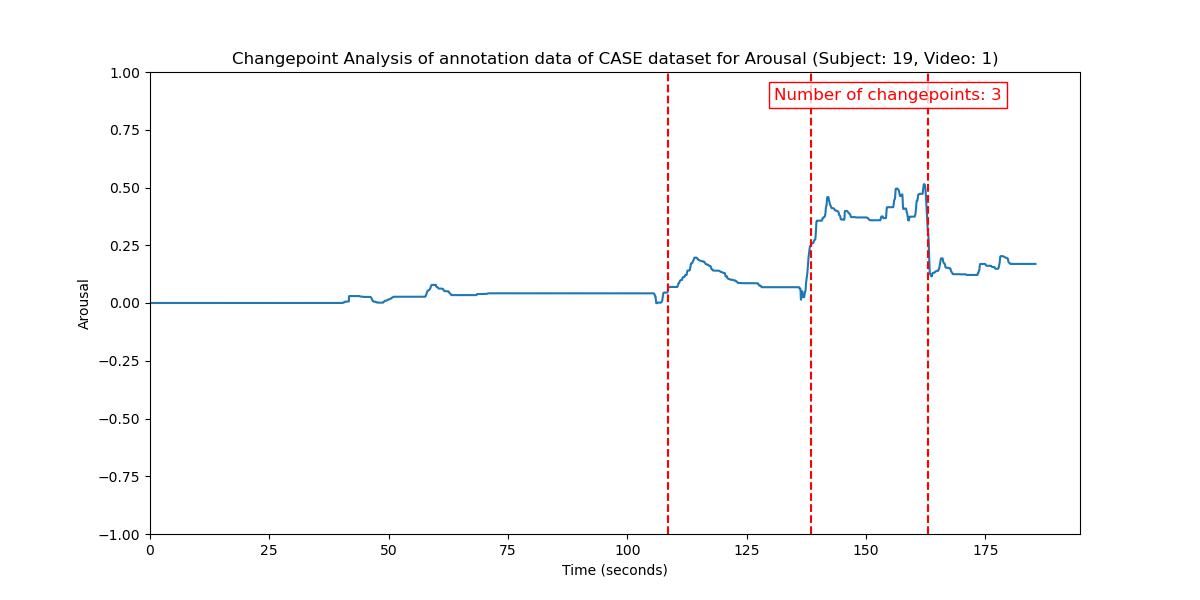 Changepoint Analysis of annotation data of CASE dataset for Arousal (Subject: 19, Video: 1)
Number of changepoints: 3
1.00
0.75
0.50
0.25
0.00
−0.25
−0.50
−0.75
−1.00
Arousal
0 25 50 75 100 125 150 175
Time (seconds)